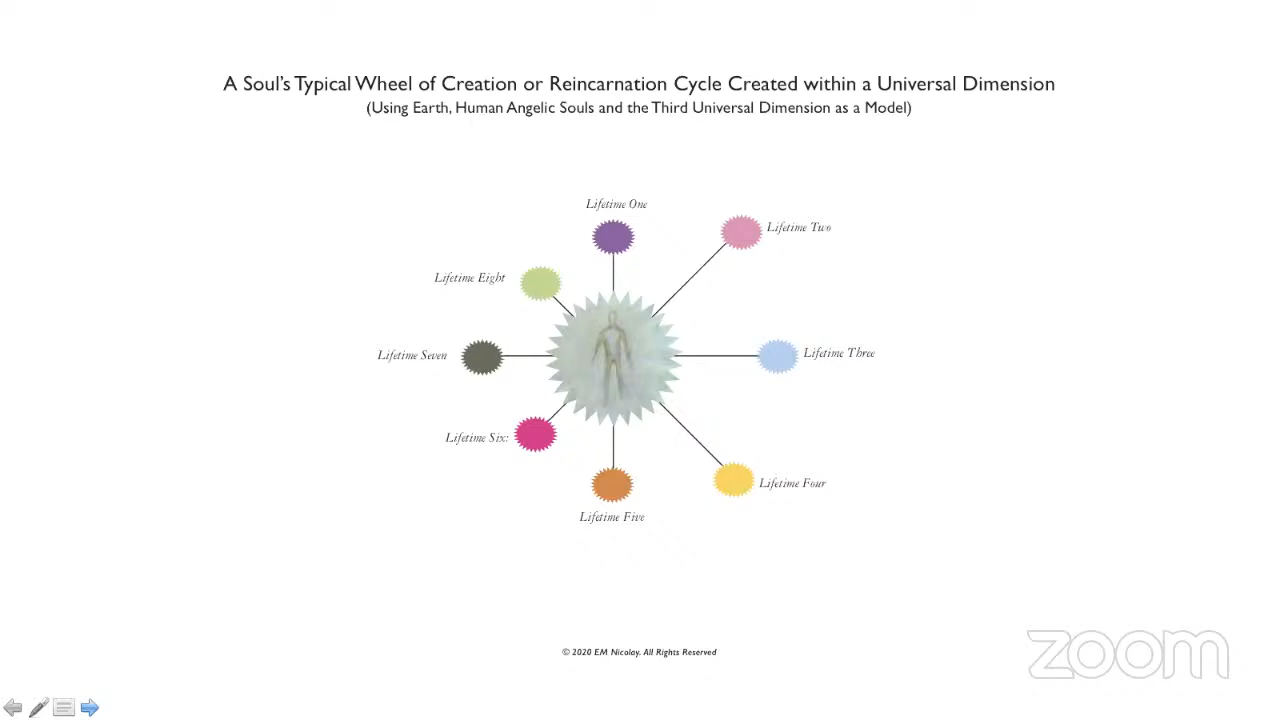 A Soul's Typical Wheel of Creation or Reincarnation Cycle Created within a Universal Dimension
(Using Earth, Human Angelic Souls and the Third Universal Dimension as a Model)
Lifetime One
Lifetime Two
Lifetime Eight
Lifetime Seven
Lifetime Three
Lifetime Six:
Lifetime Four
Lifetime Five
© 2020 EM Nicolay. All Rights Reserved
zoom